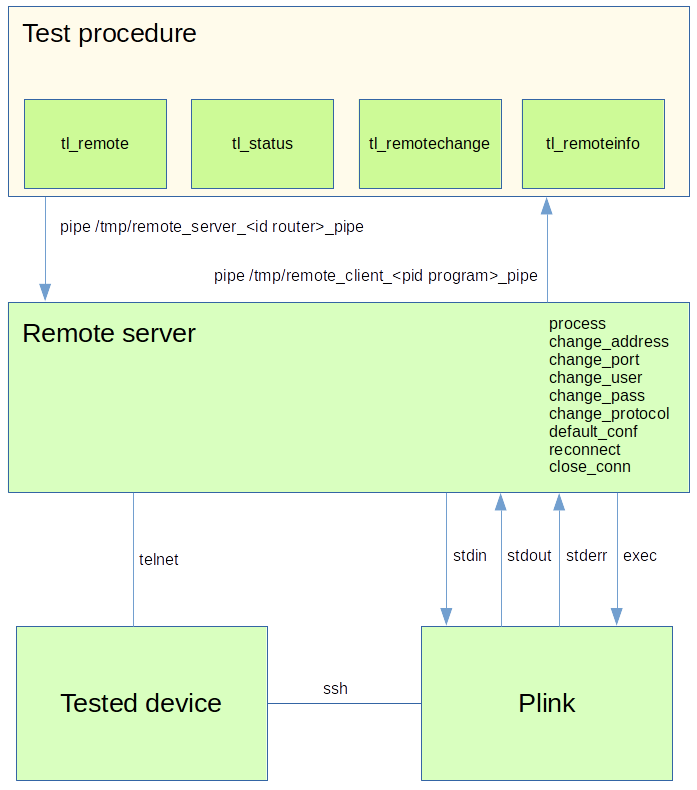 Test procedure
tl_remote
tl_status
tl_remotechange
tl_remoteinfo
pipe /tmp/remote_server_<id router>_pipe
pipe /tmp/remote_client_<pid program>_pipe
Remote server
process
change_address
change_port
change_user
change_pass
change_protocol
default_conf
reconnect
close_conn
telnet
stdin
stdout
stderr
exec
Tested device
ssh
Plink